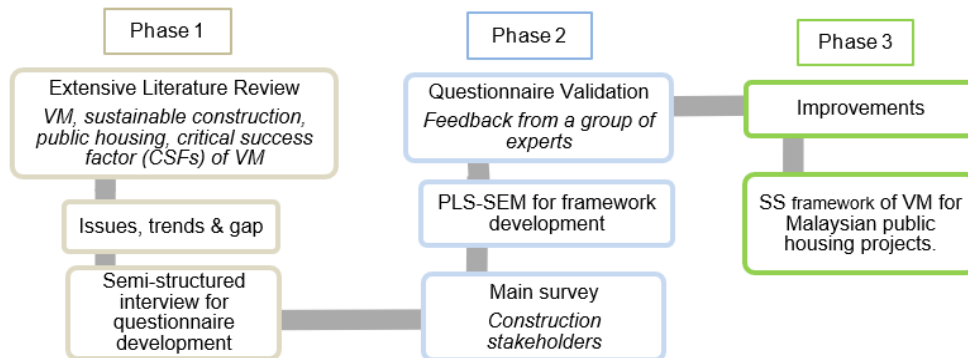 Phase 1
Extensive Literature Review
VM, sustainable construction,
public housing, critical success
factor (CSFs) of VM
Issues, trends & gap
Semi-structured
interview for
questionnaire
development
Phase 2
Questionnaire Validation
Feedback from a group of
experts
PLS-SEM for framework
development
Main survey
Construction
stakeholders
Phase 3
Improvements
SS framework of VM for
Malaysian public
housing projects.